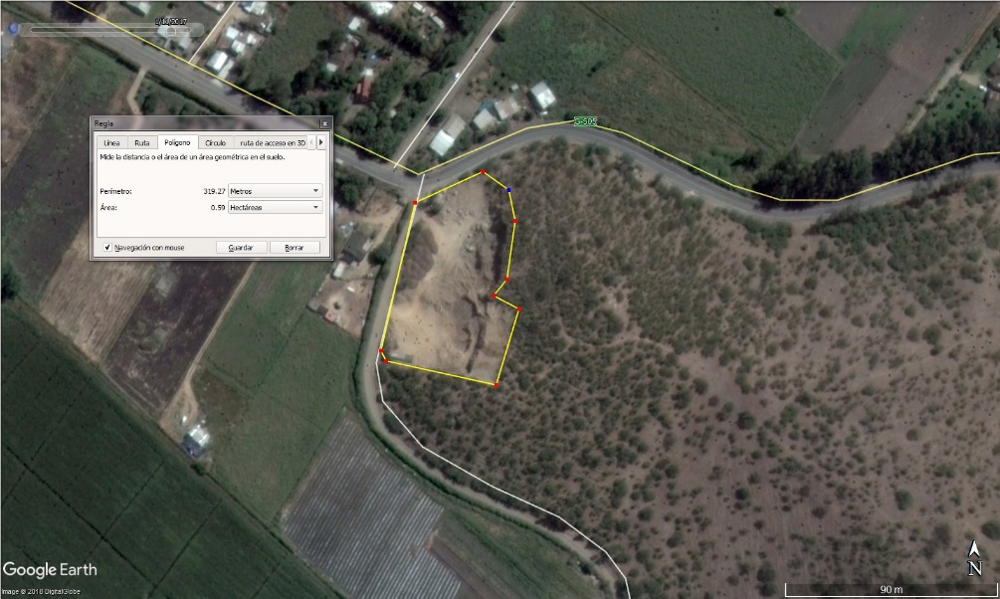 1/1/2017
Regla
Línea Ruta Polígono Círculo ruta de acceso en 3D
Mide la distancia o el área de un área geométrica en el suelo.
Perímetro: 319.27 Metros
Área: 0.59 Hectáreas
Navegación con mouse Guardar Borrar
G-505
Google Earth
Image © 2018 DigitalGlobe
N
90 m